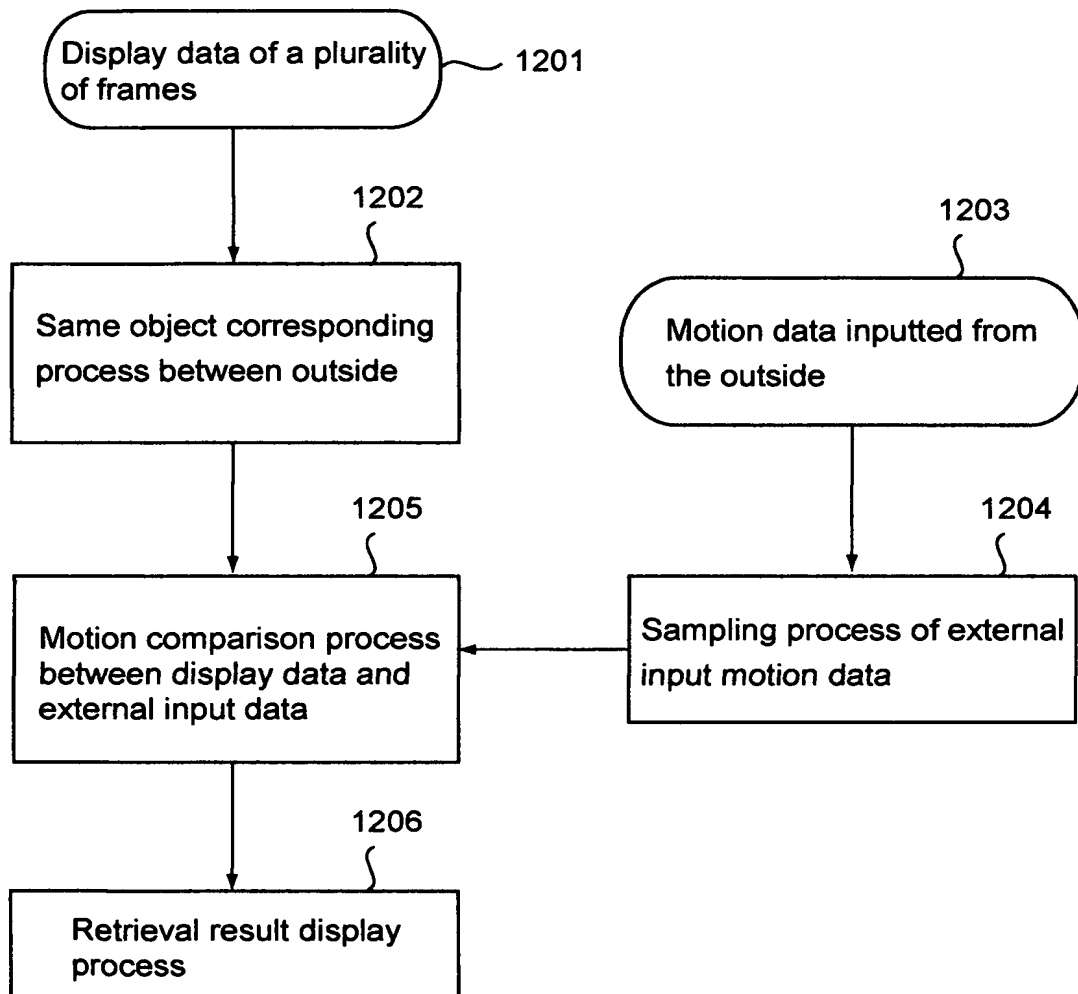 Display data of a plurality
of frames
1201
1202
Same object corresponding
process between outside
1203
Motion data inputted from
the outside
1204
Sampling process of external
input motion data
1205
Motion comparison process
between display data and
external input data
1206
Retrieval result display
process